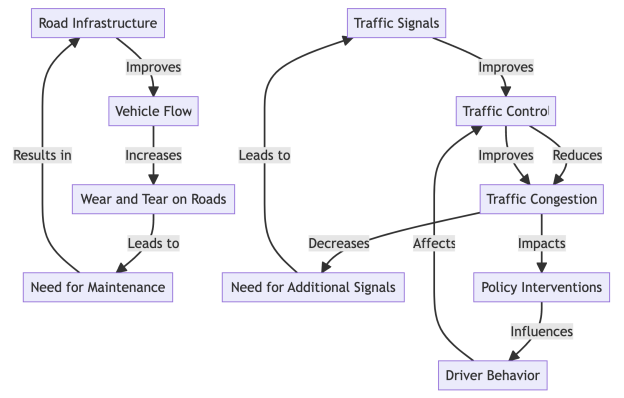 Road Infrastructure
Traffic Signals
Improves
Improves
Vehicle Flow
Traffic Control
Results in
Increases
Leads to
Improves
Reduces
Wear and Tear on Roads
Traffic Congestion
Leads to
Decreases
Affects
Impacts
Need for Maintenance
Need for Additional Signals
Policy Interventions
Influences
Driver Behavior